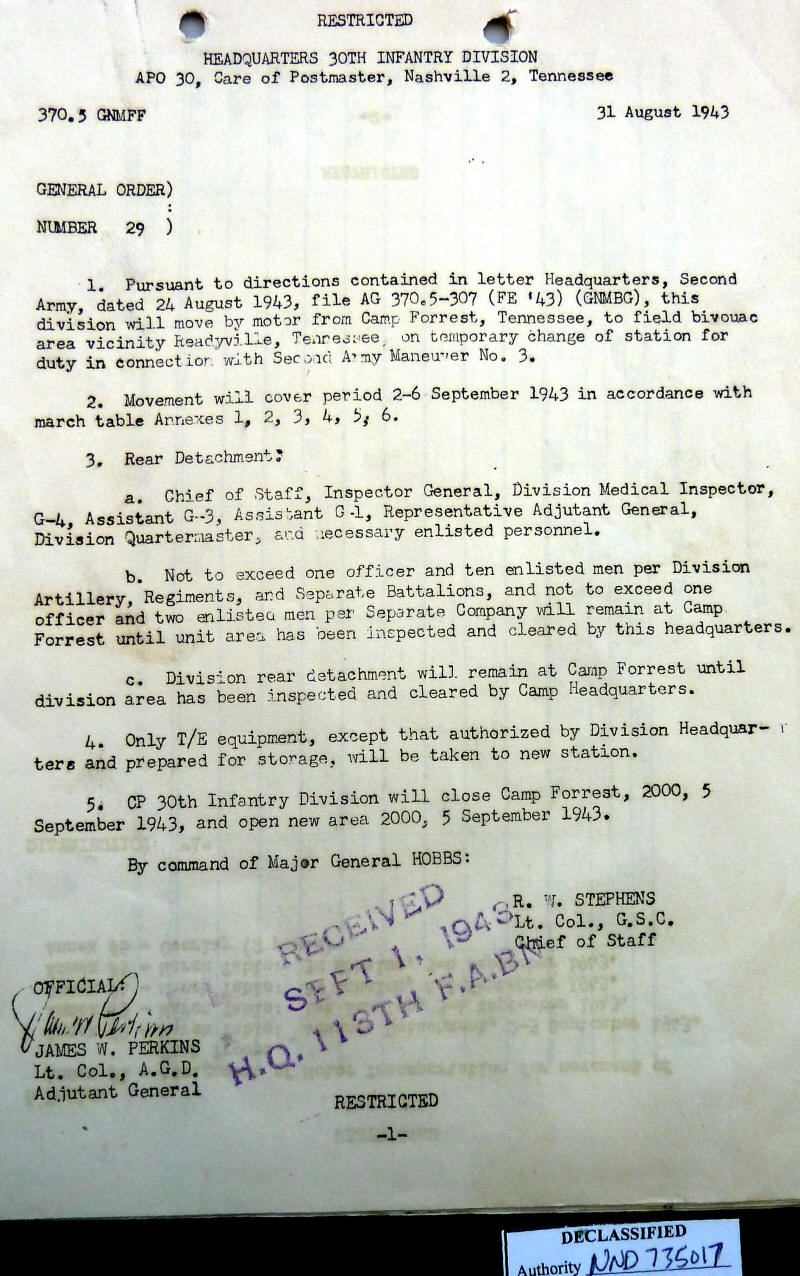 RESTRICTED
HEADQUARTERS 30TH INFANTRY DIVISION
APO 30, Care of Postmaster, Nashville 2, Tennessee
370.5 GNMFF 31 August 1943
GENERAL ORDER)
:
NUMBER 29 )
1. Pursuant to directions contained in letter Headquarters, Second
Army, dated 24 August 1943, file AG 370.5-307 (FE '43) (GNMBG), this
division will move by motor from Camp Forrest, Tennessee, to field bivouac
area vicinity Readyville, Tennessee, on temporary change of station for
duty in connection with Second Army Maneuver No. 3.
2. Movement will cover period 2-6 September 1943 in accordance with
march table Annexes 1, 2, 3, 4, 5, 6.
3. Rear Detachment:
a. Chief of Staff, Inspector General, Division Medical Inspector,
G-4, Assistant G-3, Assistant G-1, Representative Adjutant General,
Division Quartermaster, and necessary enlisted personnel.
b. Not to exceed one officer and ten enlisted men per Division
Artillery, Regiments, and Separate Battalions, and not to exceed one
officer and two enlisted men per Separate Company will remain at Camp
Forrest until unit area has been inspected and cleared by this headquarters.
c. Division rear detachment will remain at Camp Forrest until
division area has been inspected and cleared by Camp Headquarters.
4. Only T/E equipment, except that authorized by Division Headquar-
ters and prepared for storage, will be taken to new station.
5. CP 30th Infantry Division will close Camp Forrest, 2000, 5
September 1943, and open new area 2000, 5 September 1943.
By command of Major General HOBBS:
R. W. STEPHENS
Lt. Col., G.S.C.
Chief of Staff
RECEIVED
SEPT 1, 1943
H.Q. 113TH F.A.BN
OFFICIAL:
James W Perkins
JAMES W. PERKINS
Lt. Col., A.G.D.
Adjutant General
RESTRICTED
-1-
DECLASSIFIED
Authority NND 735017